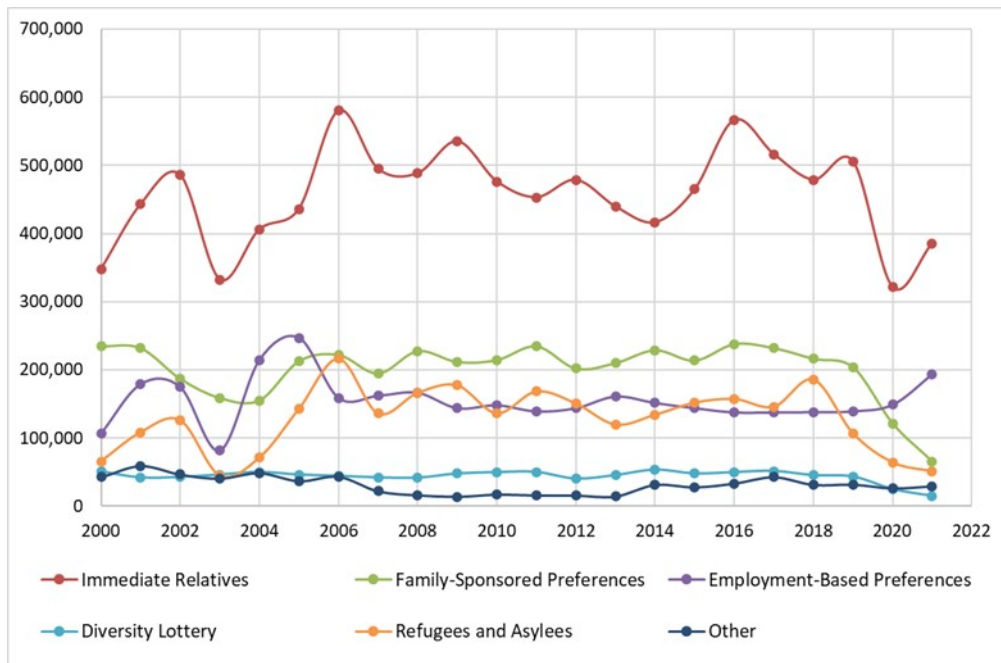 700,000
600,000
500,000
400,000
300,000
200,000
100,000
0
2000 2002 2004 2006 2008 2010 2012 2014 2016 2018 2020 2022
Immediate Relatives Family-Sponsored Preferences Employment-Based Preferences
Diversity Lottery Refugees and Asylees Other